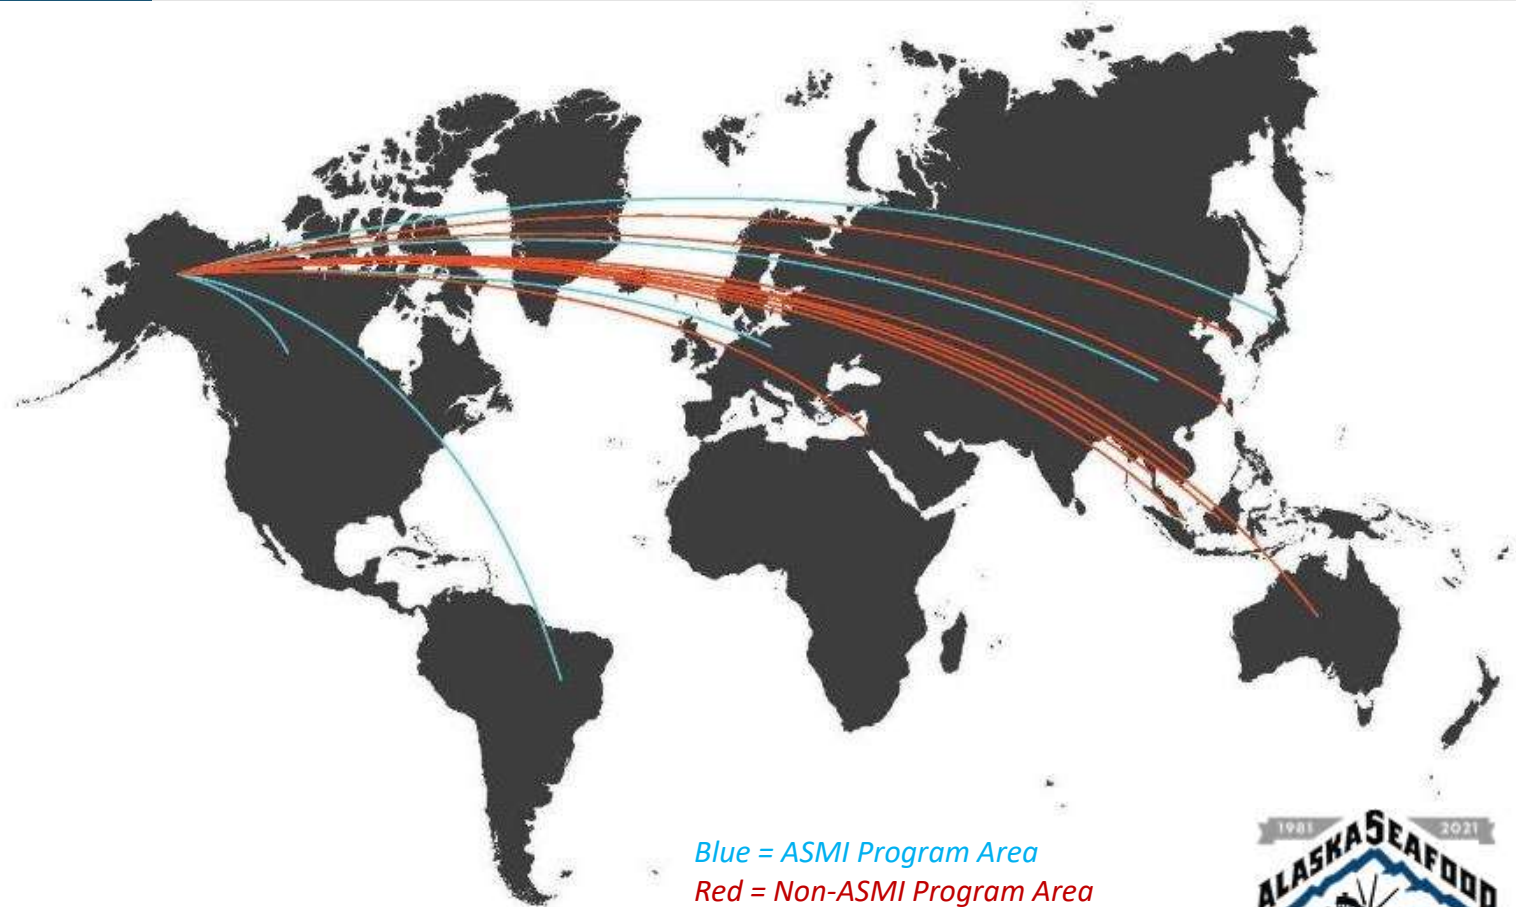 Blue = ASMI Program Area
Red = Non-ASMI Program Area
1981 2021
ALASKA SEAFOOD